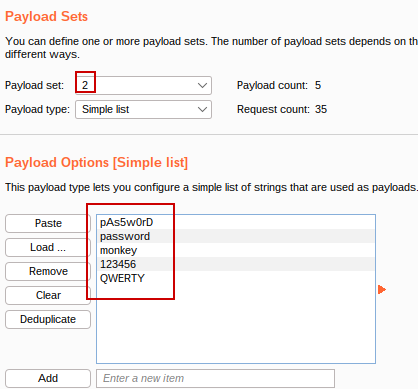 Payload Sets
You can define one or more payload sets. The number of payload sets depends on th
different ways.
Payload set: 2 Payload count: 5
Payload type: Simple list Request count: 35
Payload Options [Simple list]
This payload type lets you configure a simple list of strings that are used as payloads.
Paste pAs5w0rD
password
Load ... monkey
Remove 123456
QWERTY
Clear
Deduplicate
Add Enter a new item